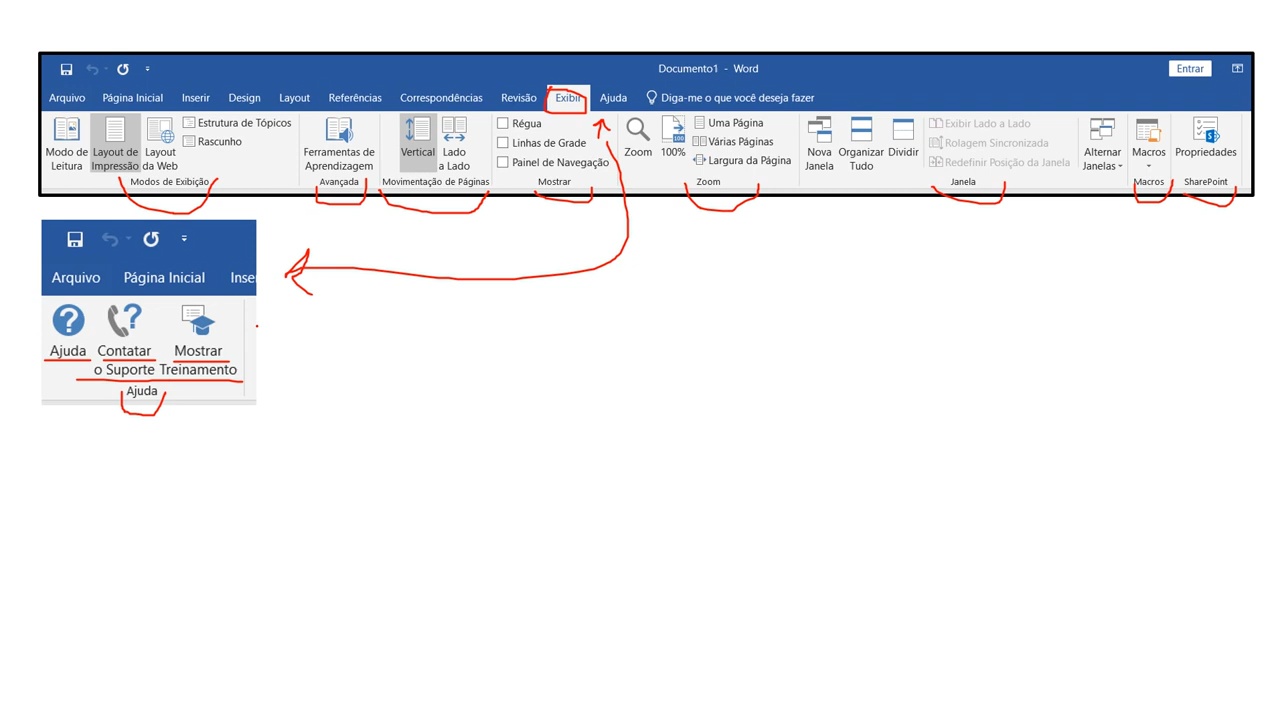 Documento1 - Word
Entrar
Arquivo Página Inicial Inserir Design Layout Referências Correspondências Revisão Exibir Ajuda Diga-me o que você deseja fazer
Modo de Leitura
Layout de Impressão
Layout da Web
Estrutura de Tópicos
Rascunho
Modos de Exibição
Ferramentas de Aprendizagem
Avançada
Vertical
Lado a Lado
Movimentação de Páginas
Régua
Linhas de Grade
Painel de Navegação
Mostrar
Zoom
100
100%
Uma Página
Várias Páginas
Largura da Página
Zoom
Nova Janela
Organizar Tudo
Dividir
Exibir Lado a Lado
Rolagem Sincronizada
Redefinir Posição da Janela
Alternar Janelas
Janela
Macros
Macros
Propriedades
SharePoint
Arquivo Página Inicial Inser
Ajuda
Contatar o Suporte
Mostrar Treinamento
Ajuda